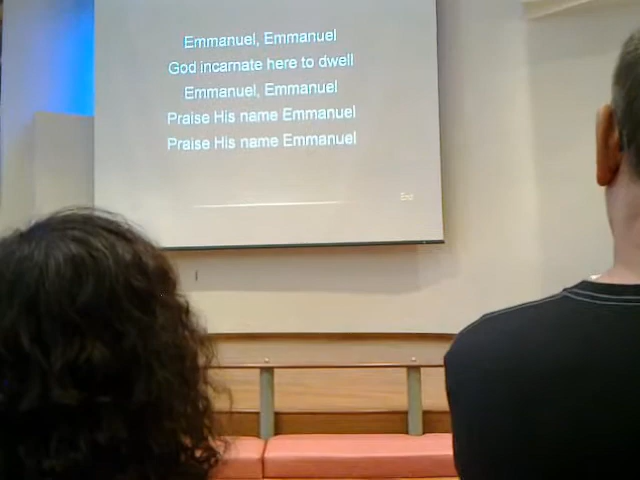 Emmanuel, Emmanuel
God incarnate here to dwell
Emmanuel, Emmanuel
Praise His name Emmanuel
Praise His name Emmanuel
End